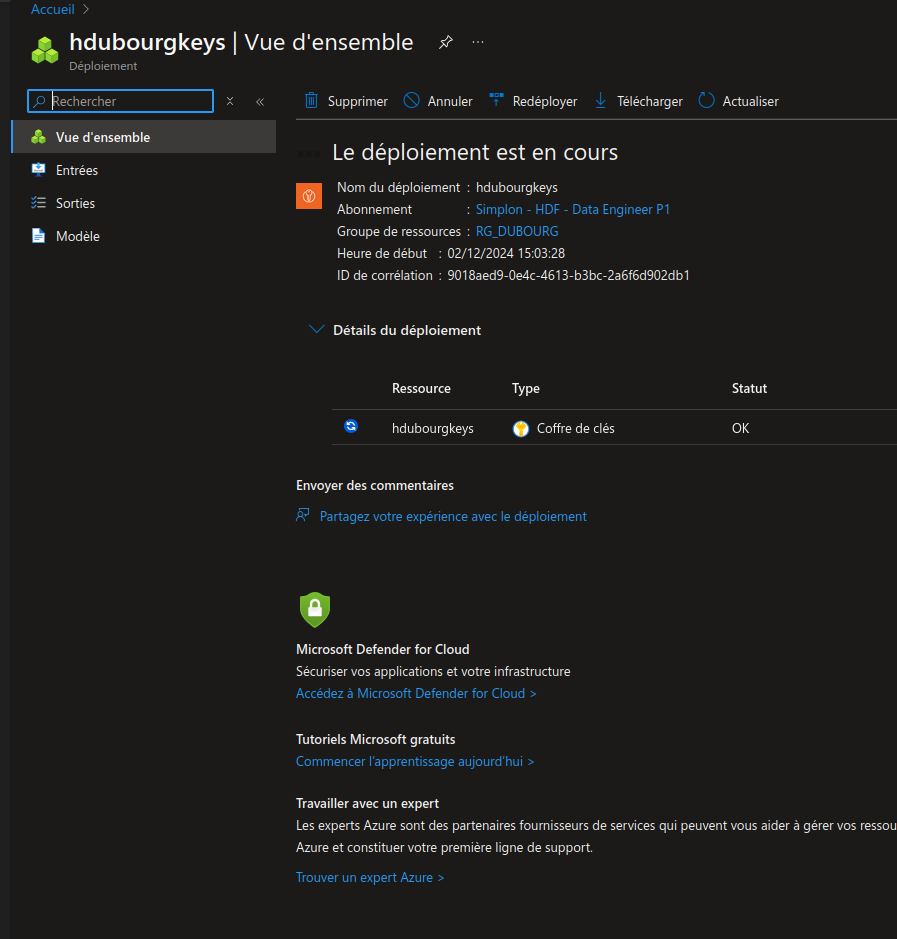 Accueil >
hdubourgkeys | Vue d'ensemble
Déploiement
Rechercher
Supprimer Annuler Redéployer Télécharger Actualiser
Vue d'ensemble
Entrées
Sorties
Modèle
Le déploiement est en cours
Nom du déploiement : hdubourgkeys
Abonnement : Simplon - HDF - Data Engineer P1
Groupe de ressources : RG_DUBOURG
Heure de début : 02/12/2024 15:03:28
ID de corrélation : 9018aed9-0e4c-4613-b3bc-2a6f6d902db1
Détails du déploiement
Ressource Type Statut
hdubourgkeys Coffre de clés OK
Envoyer des commentaires
Partagez votre expérience avec le déploiement
Microsoft Defender for Cloud
Sécuriser vos applications et votre infrastructure
Accédez à Microsoft Defender for Cloud >
Tutoriels Microsoft gratuits
Commencer l'apprentissage aujourd'hui >
Travailler avec un expert
Les experts Azure sont des partenaires fournisseurs de services qui peuvent vous aider à gérer vos ressou
Azure et constituer votre première ligne de support.
Trouver un expert Azure >